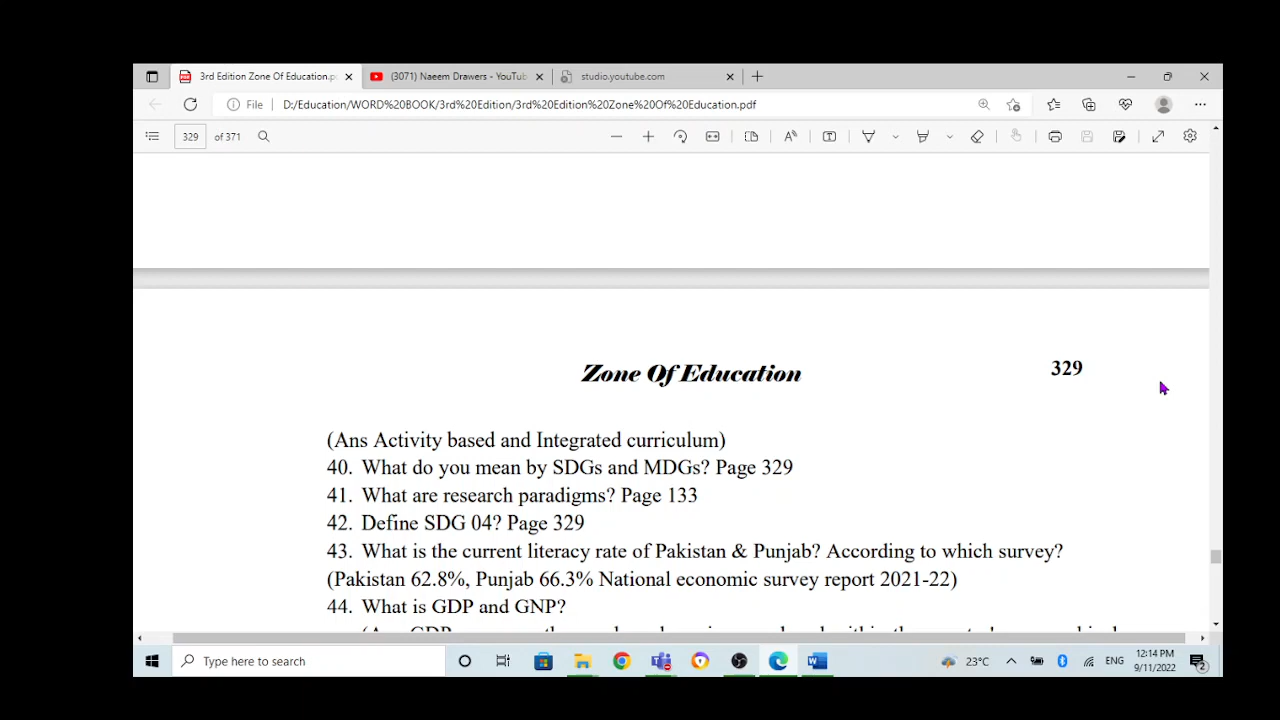 3rd Edition Zone Of Education.p
(3071) Naeem Drawers - YouTub
studio.youtube.com
File
D:/Education/WORD%20BOOK/3rd%20Edition/3rd%20Edition%20Zone%20Of%20Education.pdf
329 of 371
Zone Of Education 329
(Ans Activity based and Integrated curriculum)
40. What do you mean by SDGs and MDGs? Page 329
41. What are research paradigms? Page 133
42. Define SDG 04? Page 329
43. What is the current literacy rate of Pakistan & Punjab? According to which survey?
(Pakistan 62.8%, Punjab 66.3% National economic survey report 2021-22)
44. What is GDP and GNP?
Type here to search
23°C
ENG
12:14 PM
9/11/2022
2